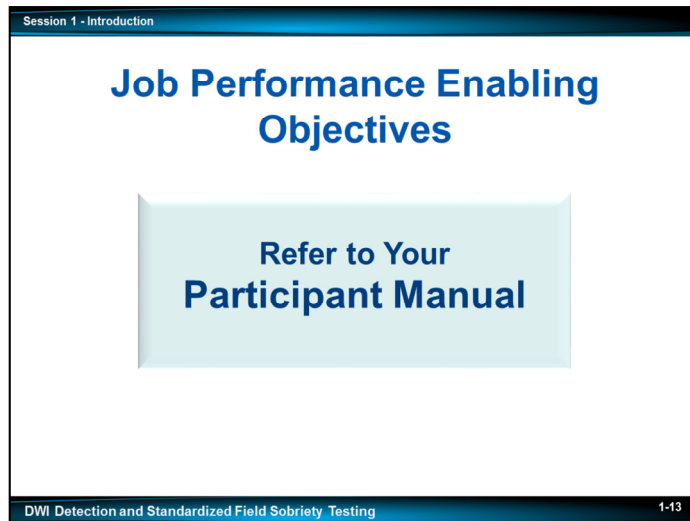 Session 1 - Introduction
Job Performance Enabling
Objectives
Refer to Your
Participant Manual
DWI Detection and Standardized Field Sobriety Testing
1-13